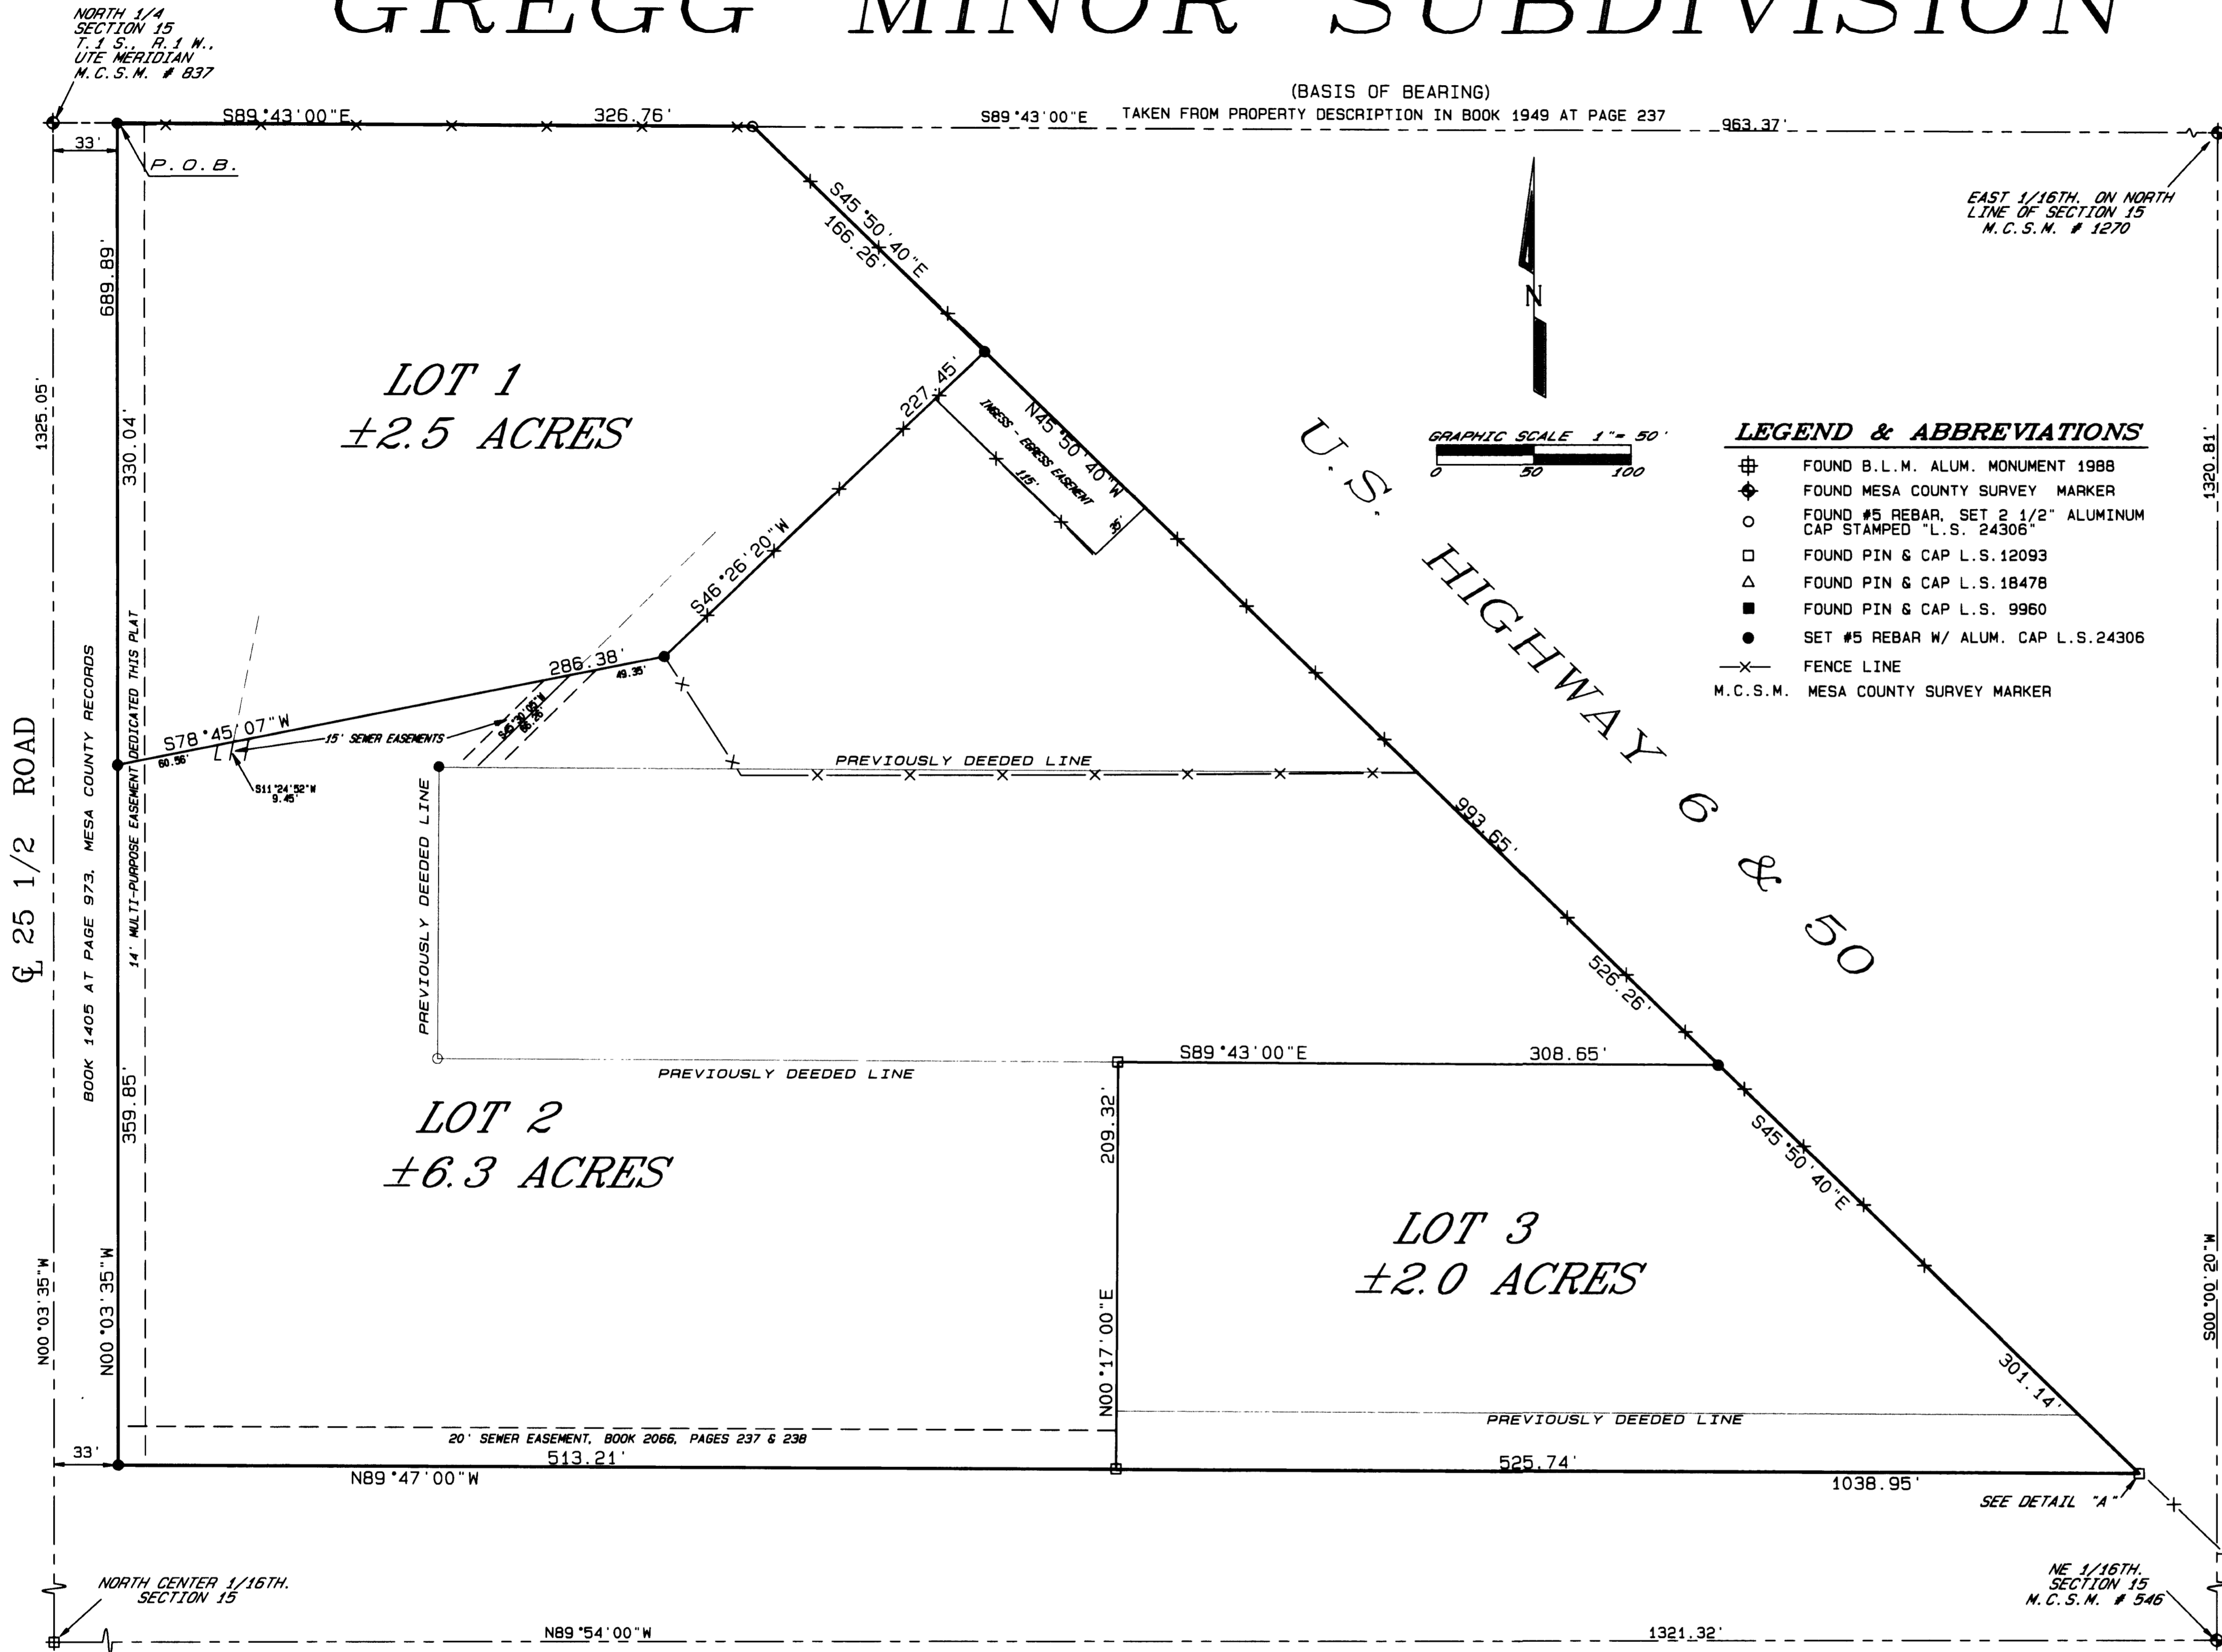 GREGG MINOR SUBDIVISION
NORTH 1/4
SECTION 15
T.1 S., R.1 W.,
UTE MERIDIAN
M.C.S.M. # 837
(BASIS OF BEARING)
S89°43'00"E
326.76'
S89°43'00"E
TAKEN FROM PROPERTY DESCRIPTION IN BOOK 1949 AT PAGE 237
963.37'
33'
P.O.B.
EAST 1/16TH. ON NORTH
LINE OF SECTION 15
M.C.S.M. # 1270
S45°50'40"E
166.26'
689.89'
N
1325.05'
330.04'
LOT 1
±2.5 ACRES
227.45'
INGESS - EGRESS EASEMENT
115'
35'
N45°50'40"W
S46°26'20"W
U.S. HIGHWAY 6 & 50
GRAPHIC SCALE 1"= 50'
0 50 100
LEGEND & ABBREVIATIONS
FOUND B.L.M. ALUM. MONUMENT 1988
FOUND MESA COUNTY SURVEY MARKER
FOUND #5 REBAR, SET 2 1/2" ALUMINUM
CAP STAMPED "L.S. 24306"
FOUND PIN & CAP L.S.12093
FOUND PIN & CAP L.S.18478
FOUND PIN & CAP L.S. 9960
SET #5 REBAR W/ ALUM. CAP L.S.24306
FENCE LINE
M.C.S.M. MESA COUNTY SURVEY MARKER
1320.81'
286.38'
49.35'
S78°45'07"W
60.56'
15' SEWER EASEMENTS
S45°30'05"W
66.26'
S11°24'52"W
9.45'
℄ 25 1/2 ROAD
BOOK 1405 AT PAGE 973, MESA COUNTY RECORDS
14' MULTI-PURPOSE EASEMENT DEDICATED THIS PLAT
PREVIOUSLY DEEDED LINE
PREVIOUSLY DEEDED LINE
993.65'
526.26'
S89°43'00"E
308.65'
PREVIOUSLY DEEDED LINE
359.85'
LOT 2
±6.3 ACRES
209.32'
S45°50'40"E
LOT 3
±2.0 ACRES
N00°03'35"W
N00°03'35"W
N00°17'00"E
S00°00'20"W
301.14'
PREVIOUSLY DEEDED LINE
20' SEWER EASEMENT, BOOK 2066, PAGES 237 & 238
33'
513.21'
N89°47'00"W
525.74'
1038.95'
SEE DETAIL "A"
NORTH CENTER 1/16TH.
SECTION 15
NE 1/16TH.
SECTION 15
M.C.S.M. # 546
N89°54'00"W
1321.32'